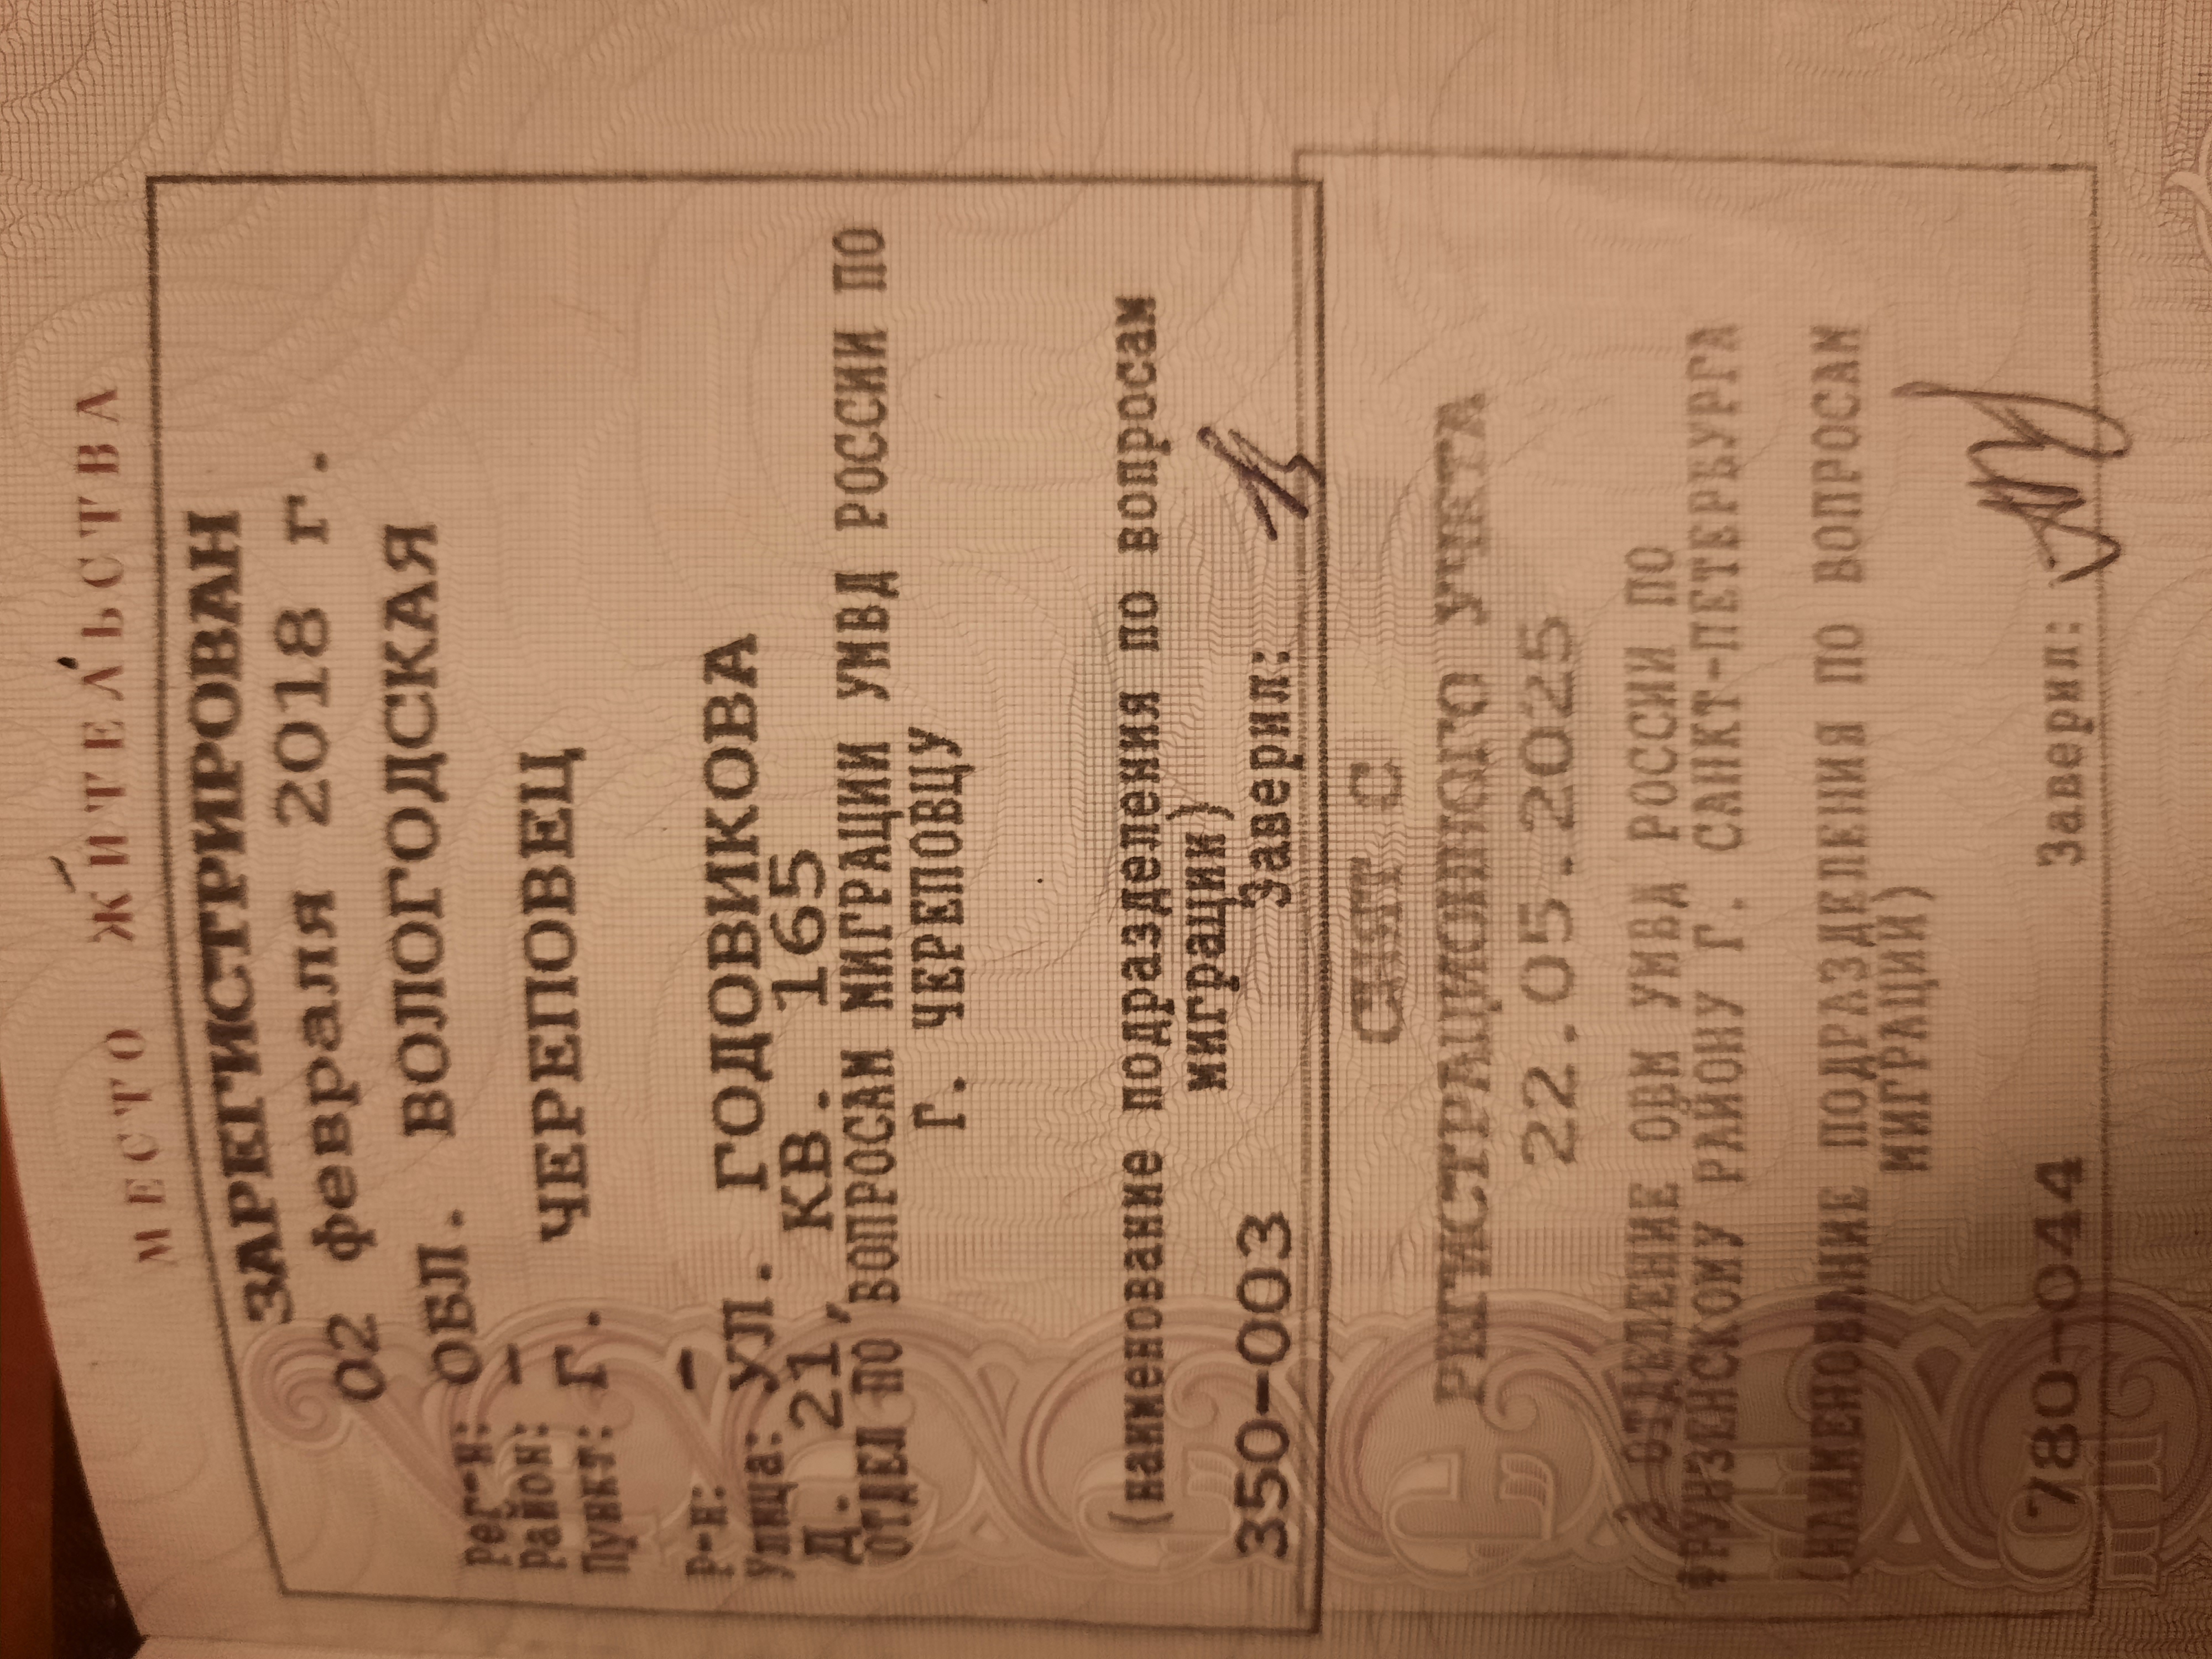 МЕСТО ЖИТЕЛЬСТВА
ЗАРЕГИСТРИРОВАН
02 февраля 2018 г.
рег-н: ОБЛ. ВОЛОГОДСКАЯ
район: –
Пункт: Г. ЧЕРЕПОВЕЦ
Р-н: –
Улица: УЛ. ГОДОВИКОВА
Д. 21, КВ. 165
ОТДЕЛ ПО ВОПРОСАМ МИГРАЦИИ УМВД РОССИИ ПО
Г. ЧЕРЕПОВЦУ
(наименование подразделения по вопросам
миграции)
350-003 Заверил:
СНЯТ С
РЕГИСТРАЦИОННОГО УЧЕТА
22.05.2025
ОТДЕЛЕНИЕ ОВМ УМВД РОССИИ ПО
ФРУНЗЕНСКОМУ РАЙОНУ Г. САНКТ-ПЕТЕРБУРГА
(НАИМЕНОВАНИЕ ПОДРАЗДЕЛЕНИЯ ПО ВОПРОСАМ
МИГРАЦИИ)
780-044 Заверил: